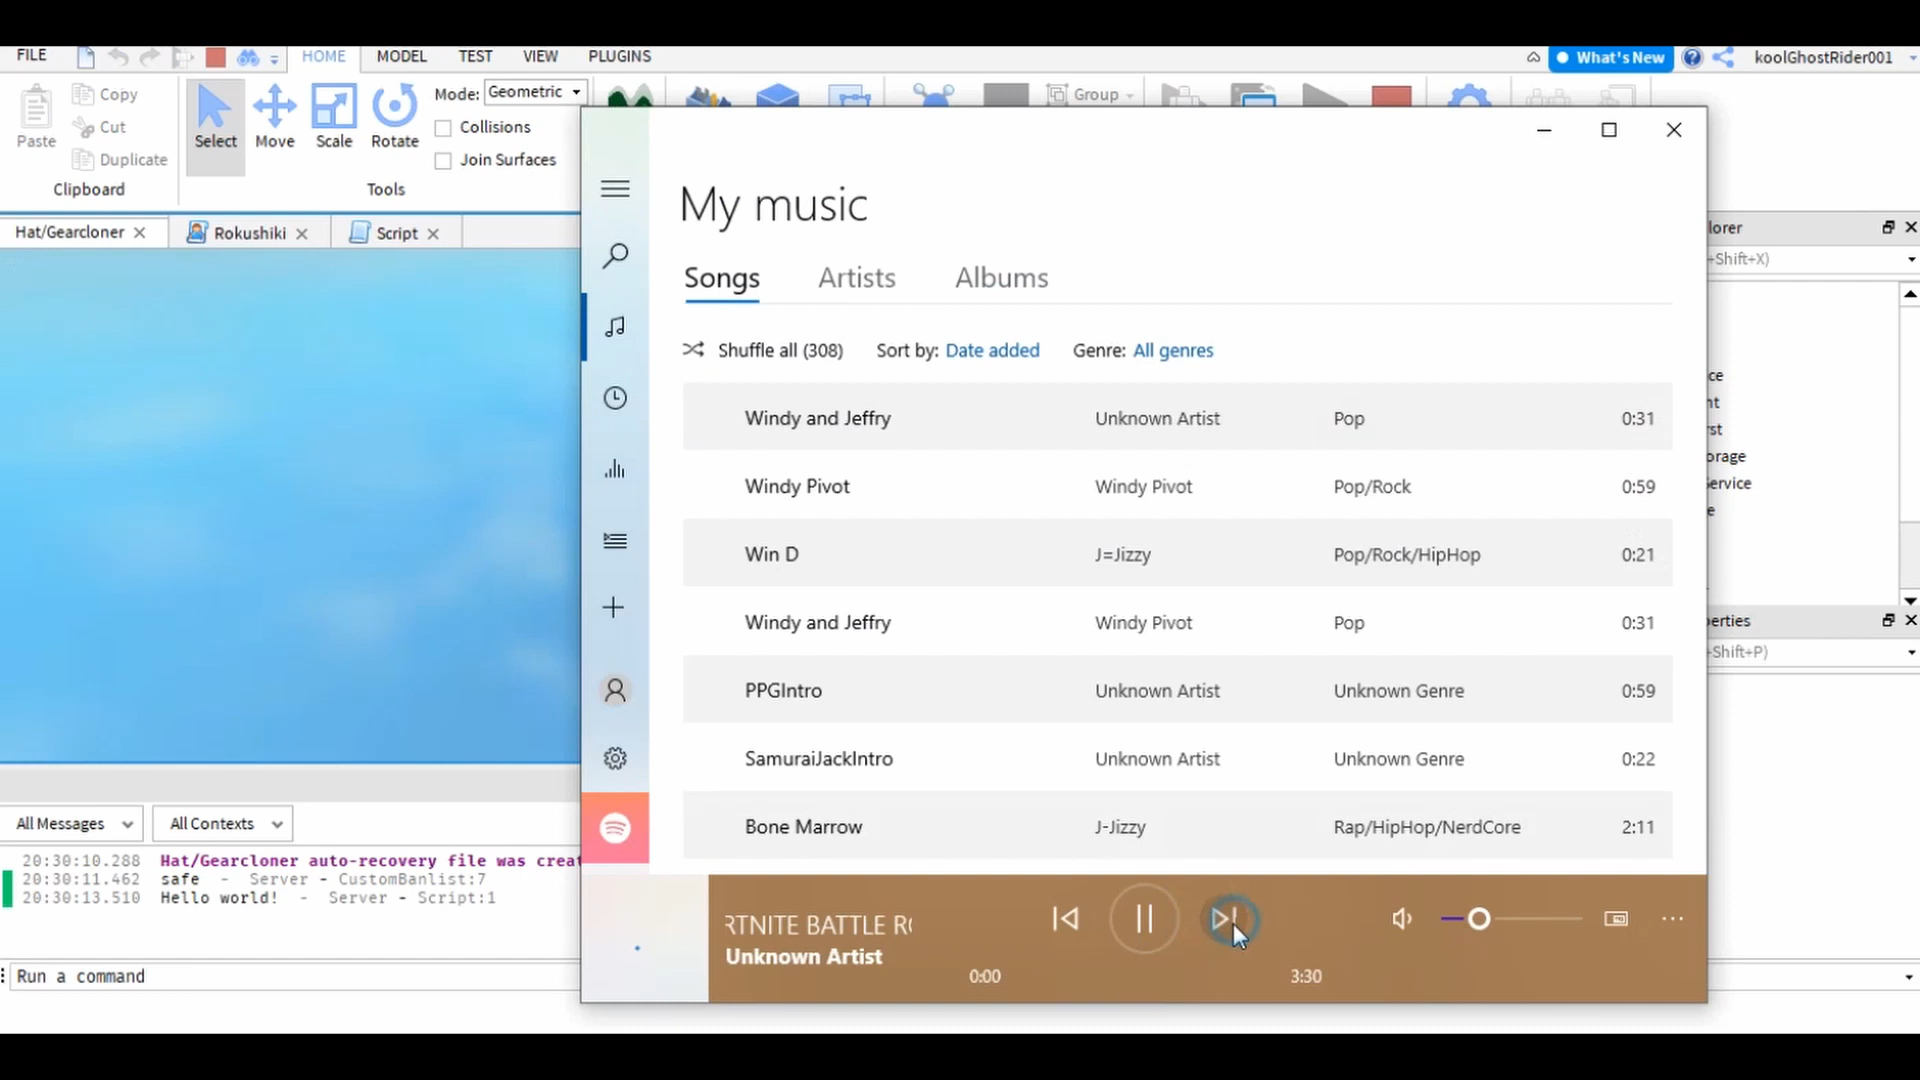 FILE HOME MODEL TEST VIEW PLUGINS What's New koolGhostRider001
Paste Copy Cut Duplicate
Clipboard
Select Move Scale Rotate
Mode: Geometric
Collisions
Join Surfaces
Tools
Group
Hat/Gearcloner Rokushiki Script
My music
Songs Artists Albums
Shuffle all (308) Sort by: Date added Genre: All genres
Windy and Jeffry Unknown Artist Pop 0:31
Windy Pivot Windy Pivot Pop/Rock 0:59
Win D J=Jizzy Pop/Rock/HipHop 0:21
Windy and Jeffry Windy Pivot Pop 0:31
PPGIntro Unknown Artist Unknown Genre 0:59
SamuraiJackIntro Unknown Artist Unknown Genre 0:22
Bone Marrow J-Jizzy Rap/HipHop/NerdCore 2:11
RTNITE BATTLE RO
Unknown Artist
0:00 3:30
lorer
+Shift+X)
ce
nt
rst
orage
Service
e
perties
+Shift+P)
All Messages All Contexts
20:30:10.288 Hat/Gearcloner auto-recovery file was creat
20:30:11.462 safe - Server - CustomBanlist:7
20:30:13.510 Hello world! - Server - Script:1
Run a command